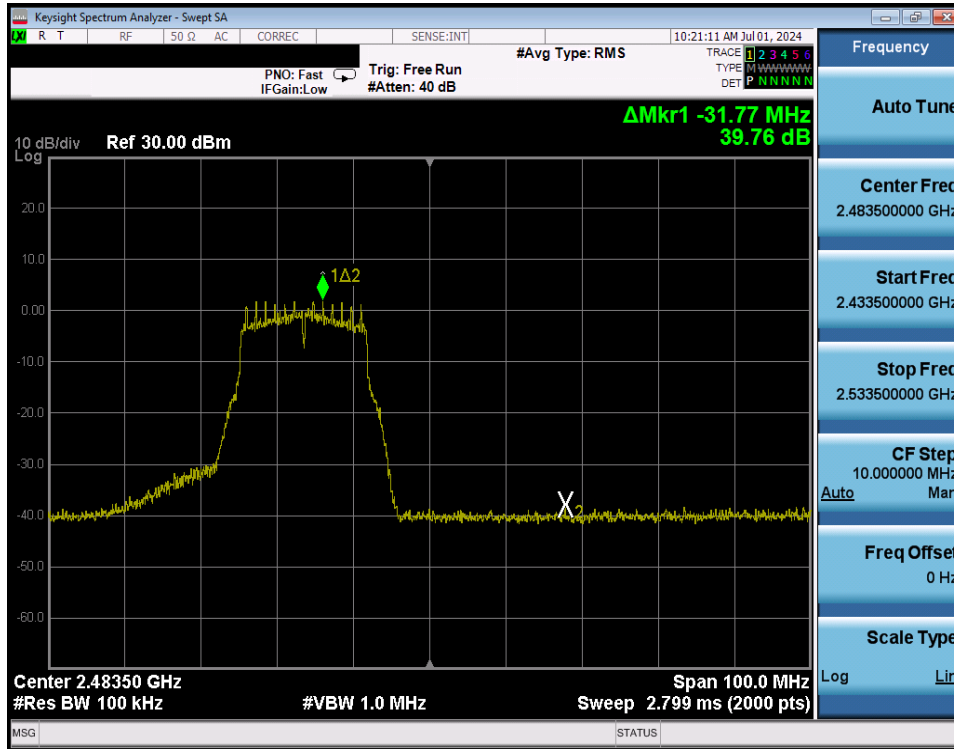 Keysight Spectrum Analyzer - Swept SA
LXI R T RF 50 Ω AC CORREC SENSE:INT 10:21:11 AM Jul 01, 2024
#Avg Type: RMS
TRACE 1 2 3 4 5 6
PNO: Fast Trig: Free Run
TYPE M W W W W W
IFGain:Low #Atten: 40 dB
DET P N N N N N
ΔMkr1 -31.77 MHz
39.76 dB
10 dB/div Ref 30.00 dBm
Log
20.0
10.0
0.00
-10.0
-20.0
-30.0
-40.0
-50.0
-60.0
1Δ2
X2
Center 2.48350 GHz Span 100.0 MHz
#Res BW 100 kHz #VBW 1.0 MHz Sweep 2.799 ms (2000 pts)
MSG STATUS
Frequency
Auto Tune
Center Freq
2.483500000 GHz
Start Freq
2.433500000 GHz
Stop Freq
2.533500000 GHz
CF Step
10.000000 MHz
Auto Man
Freq Offset
0 Hz
Scale Type
Log Lin